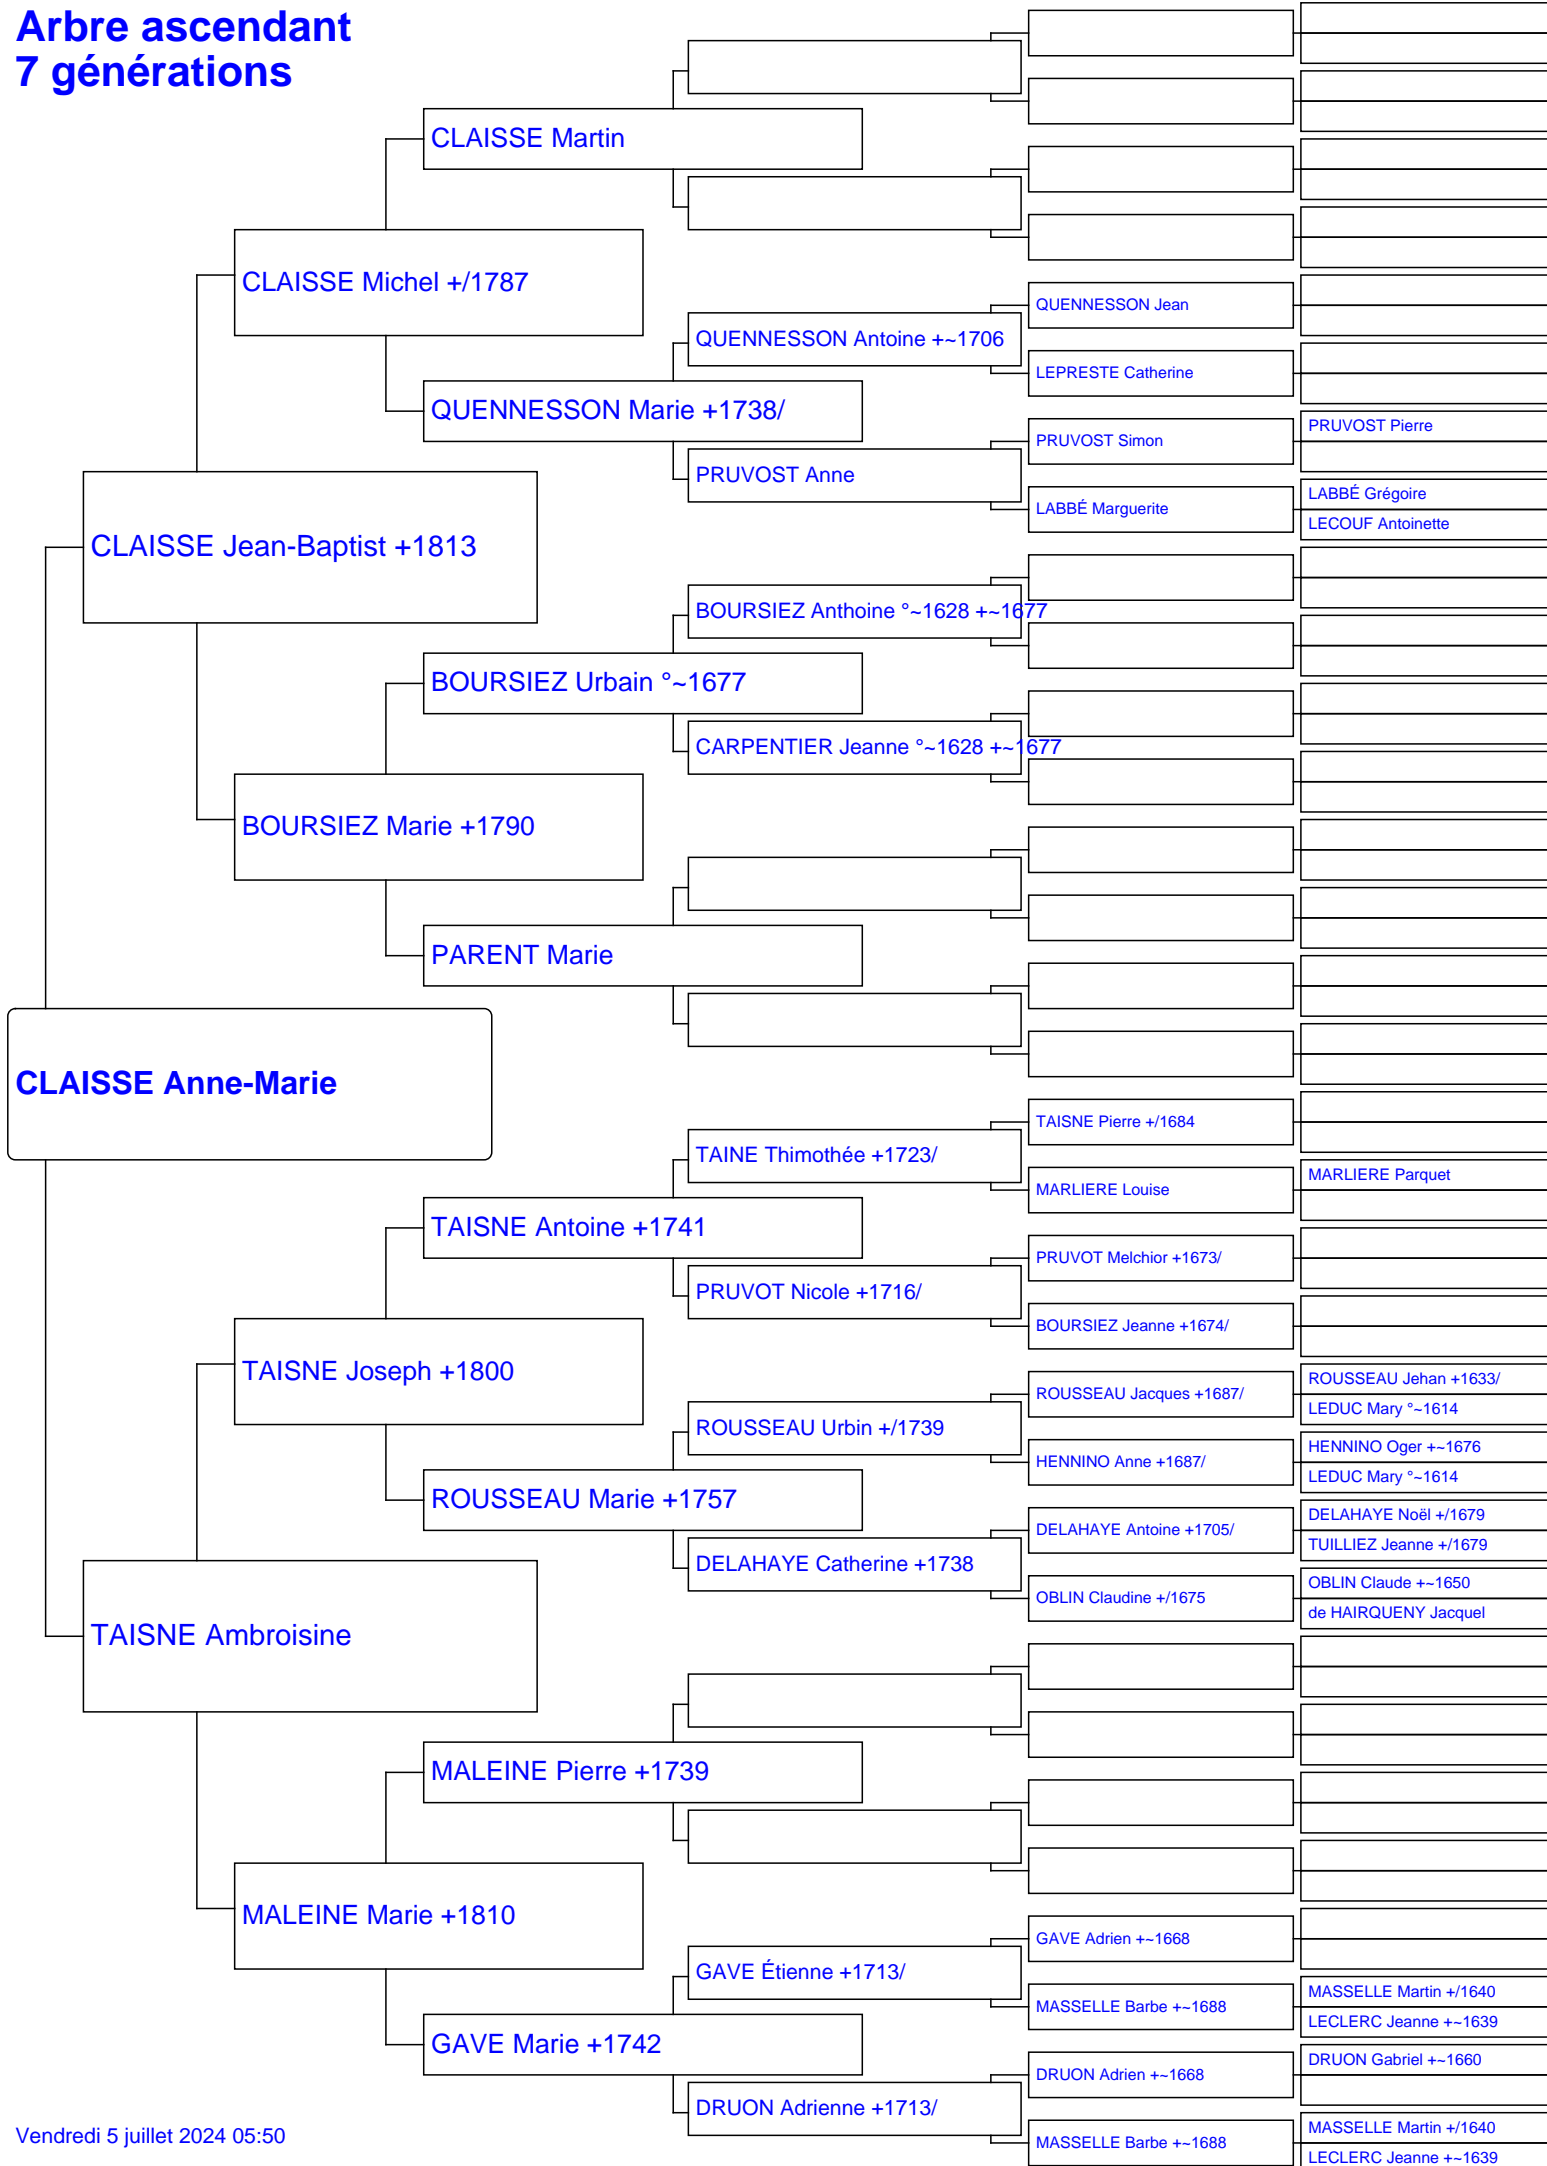 Arbre ascendant
7 générations
CLAISSE Martin
CLAISSE Michel +/1787
QUENNESSON Jean
QUENNESSON Antoine +~1706
LEPRESTE Catherine
QUENNESSON Marie +1738/
PRUVOST Pierre
PRUVOST Simon
PRUVOST Anne
LABBÉ Grégoire
LABBÉ Marguerite
LECOUF Antoinette
CLAISSE Jean-Baptist +1813
BOURSIEZ Anthoine °~1628 +~1677
BOURSIEZ Urbain °~1677
CARPENTIER Jeanne °~1628 +~1677
BOURSIEZ Marie +1790
PARENT Marie
CLAISSE Anne-Marie
TAISNE Pierre +/1684
TAINE Thimothée +1723/
MARLIERE Parquet
MARLIERE Louise
TAISNE Antoine +1741
PRUVOT Melchior +1673/
PRUVOT Nicole +1716/
BOURSIEZ Jeanne +1674/
TAISNE Joseph +1800
ROUSSEAU Jehan +1633/
ROUSSEAU Jacques +1687/
LEDUC Mary °~1614
ROUSSEAU Urbin +/1739
HENNINO Oger +~1676
HENNINO Anne +1687/
LEDUC Mary °~1614
ROUSSEAU Marie +1757
DELAHAYE Noël +/1679
DELAHAYE Antoine +1705/
TUILLIEZ Jeanne +/1679
DELAHAYE Catherine +1738
OBLIN Claude +~1650
OBLIN Claudine +/1675
de HAIRQUENY Jacquel
TAISNE Ambroisine
MALEINE Pierre +1739
MALEINE Marie +1810
GAVE Adrien +~1668
GAVE Étienne +1713/
MASSELLE Martin +/1640
MASSELLE Barbe +~1688
LECLERC Jeanne +~1639
GAVE Marie +1742
DRUON Gabriel +~1660
DRUON Adrien +~1668
DRUON Adrienne +1713/
MASSELLE Martin +/1640
MASSELLE Barbe +~1688
LECLERC Jeanne +~1639
Vendredi 5 juillet 2024 05:50